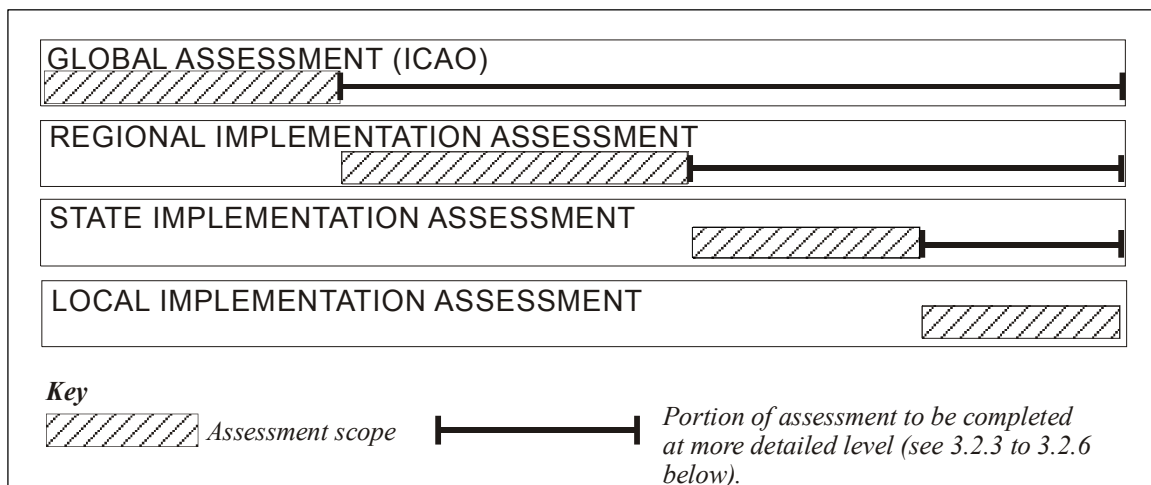 GLOBAL ASSESSMENT (ICAO)
REGIONAL IMPLEMENTATION ASSESSMENT
STATE IMPLEMENTATION ASSESSMENT
LOCAL IMPLEMENTATION ASSESSMENT
Key
Assessment scope
Portion of assessment to be completed
at more detailed level (see 3.2.3 to 3.2.6
below).